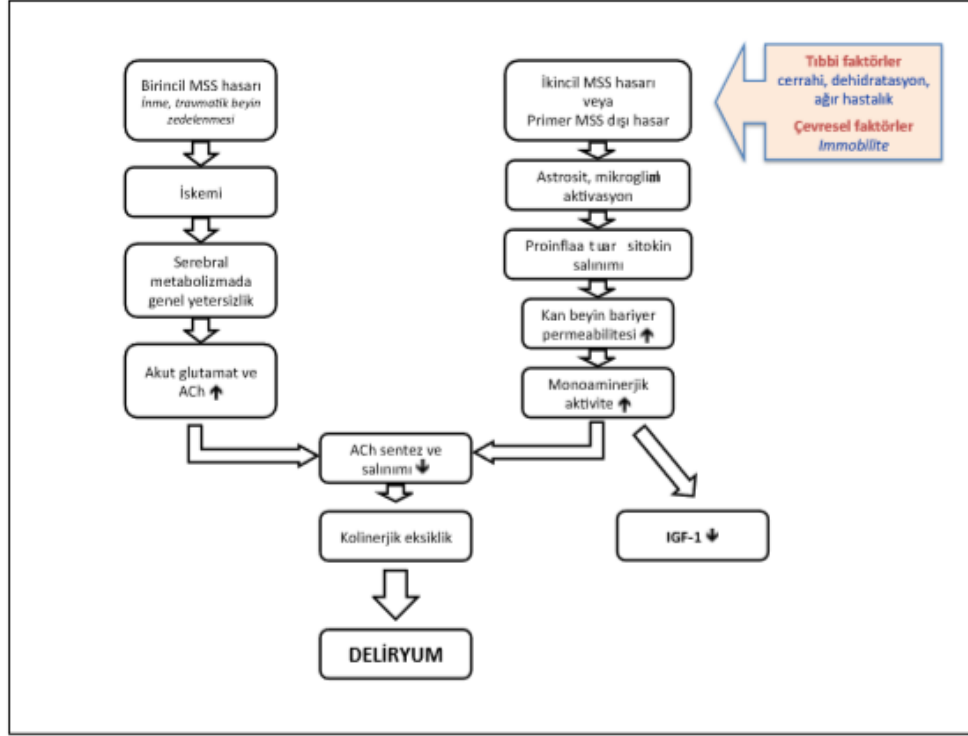 Birincil MSS hasarı
İnme, travmatik beyin
zedelenmesi
İskemi
Serebral
metabolizmada
genel yetersizlik
Akut glutamat ve
ACh ↑
İkincil MSS hasarı
veya
Primer MSS dışı hasar
Tıbbi faktörler
cerrahi, dehidratasyon,
ağır hastalık
Çevresel faktörler
Immobilite
Astrosit,
aktivasyon
sitokin
salınımı
Kan beyin bariyer
permeabilitesi ↑
Monoaminerjik
aktivite ↑
ACh sentez ve
salınımı ↓
Kolinerjik eksiklik
IGF-1 ↓
DELİRYUM